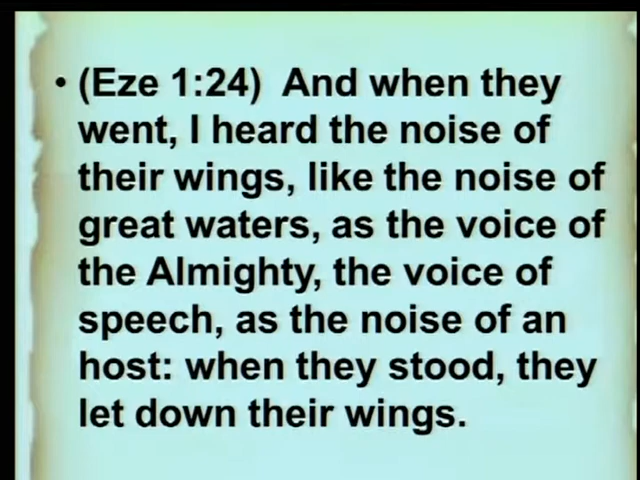 • (Eze 1:24)  And when they
went, I heard the noise of
their wings, like the noise of
great waters, as the voice of
the Almighty, the voice of
speech, as the noise of an
host: when they stood, they
let down their wings.